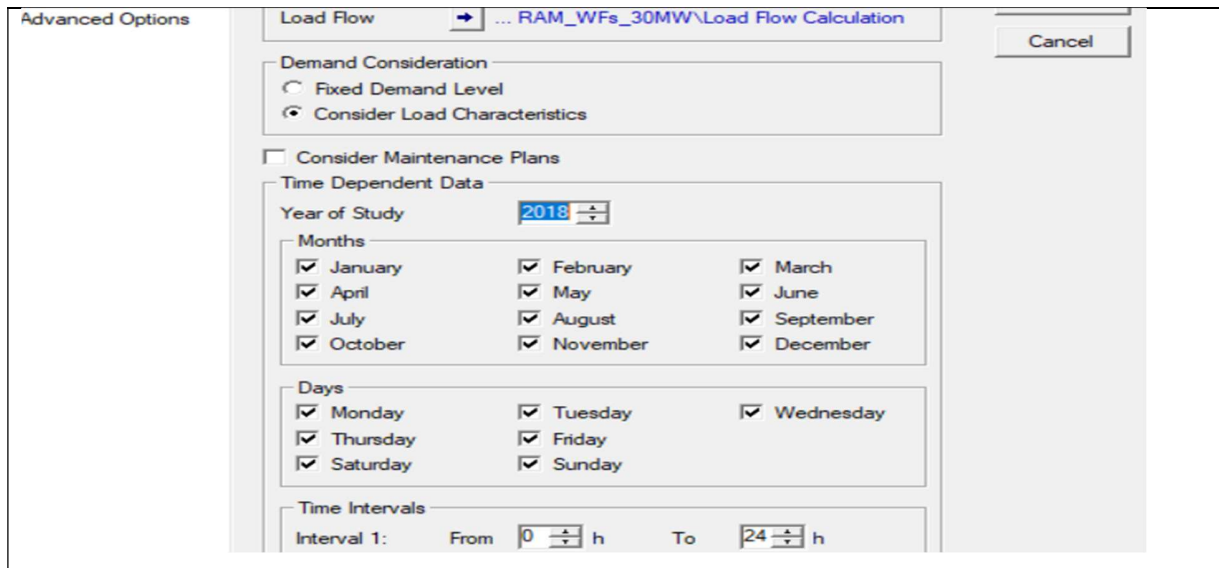 Advanced Options
Load Flow ... RAM_WFs_30MW\Load Flow Calculation
Cancel
Demand Consideration
Fixed Demand Level
Consider Load Characteristics
Consider Maintenance Plans
Time Dependent Data
Year of Study 2018
Months
January February March
April May June
July August September
October November December
Days
Monday Tuesday Wednesday
Thursday Friday
Saturday Sunday
Time Intervals
Interval 1: From 0 h To 24 h